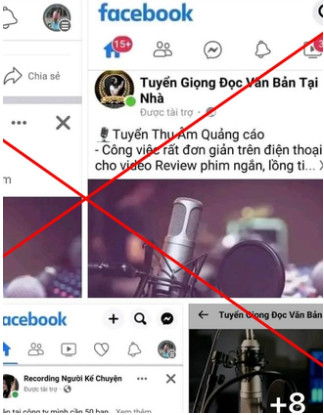 facebook
15+
Chia sẻ
Tuyển Giọng Đọc Văn Bản Tại
Nhà
Được tài trợ ·
Tuyển Thu Âm Quảng cáo
- Công việc rất đơn giản trên điện thoại
cho video Review phim ngắn, lồng ti...
m
acebook
Tuyển Giọng Đọc Văn Bản
Recording Người Kể Chuyện
Được tài trợ ·
ên tại công ty mình cần 50 bạn Xem thêm
+8